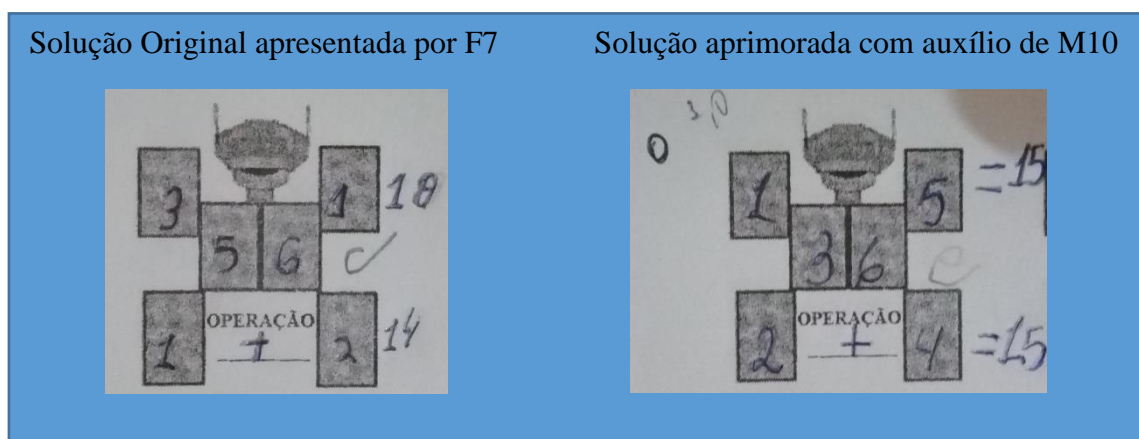 Solução Original apresentada por F7
3 1
5 6
OPERAÇÃO
1 + 2 14
Solução aprimorada com auxílio de M10
0
1 5 =15
3 6
OPERAÇÃO
2 + 4 =15